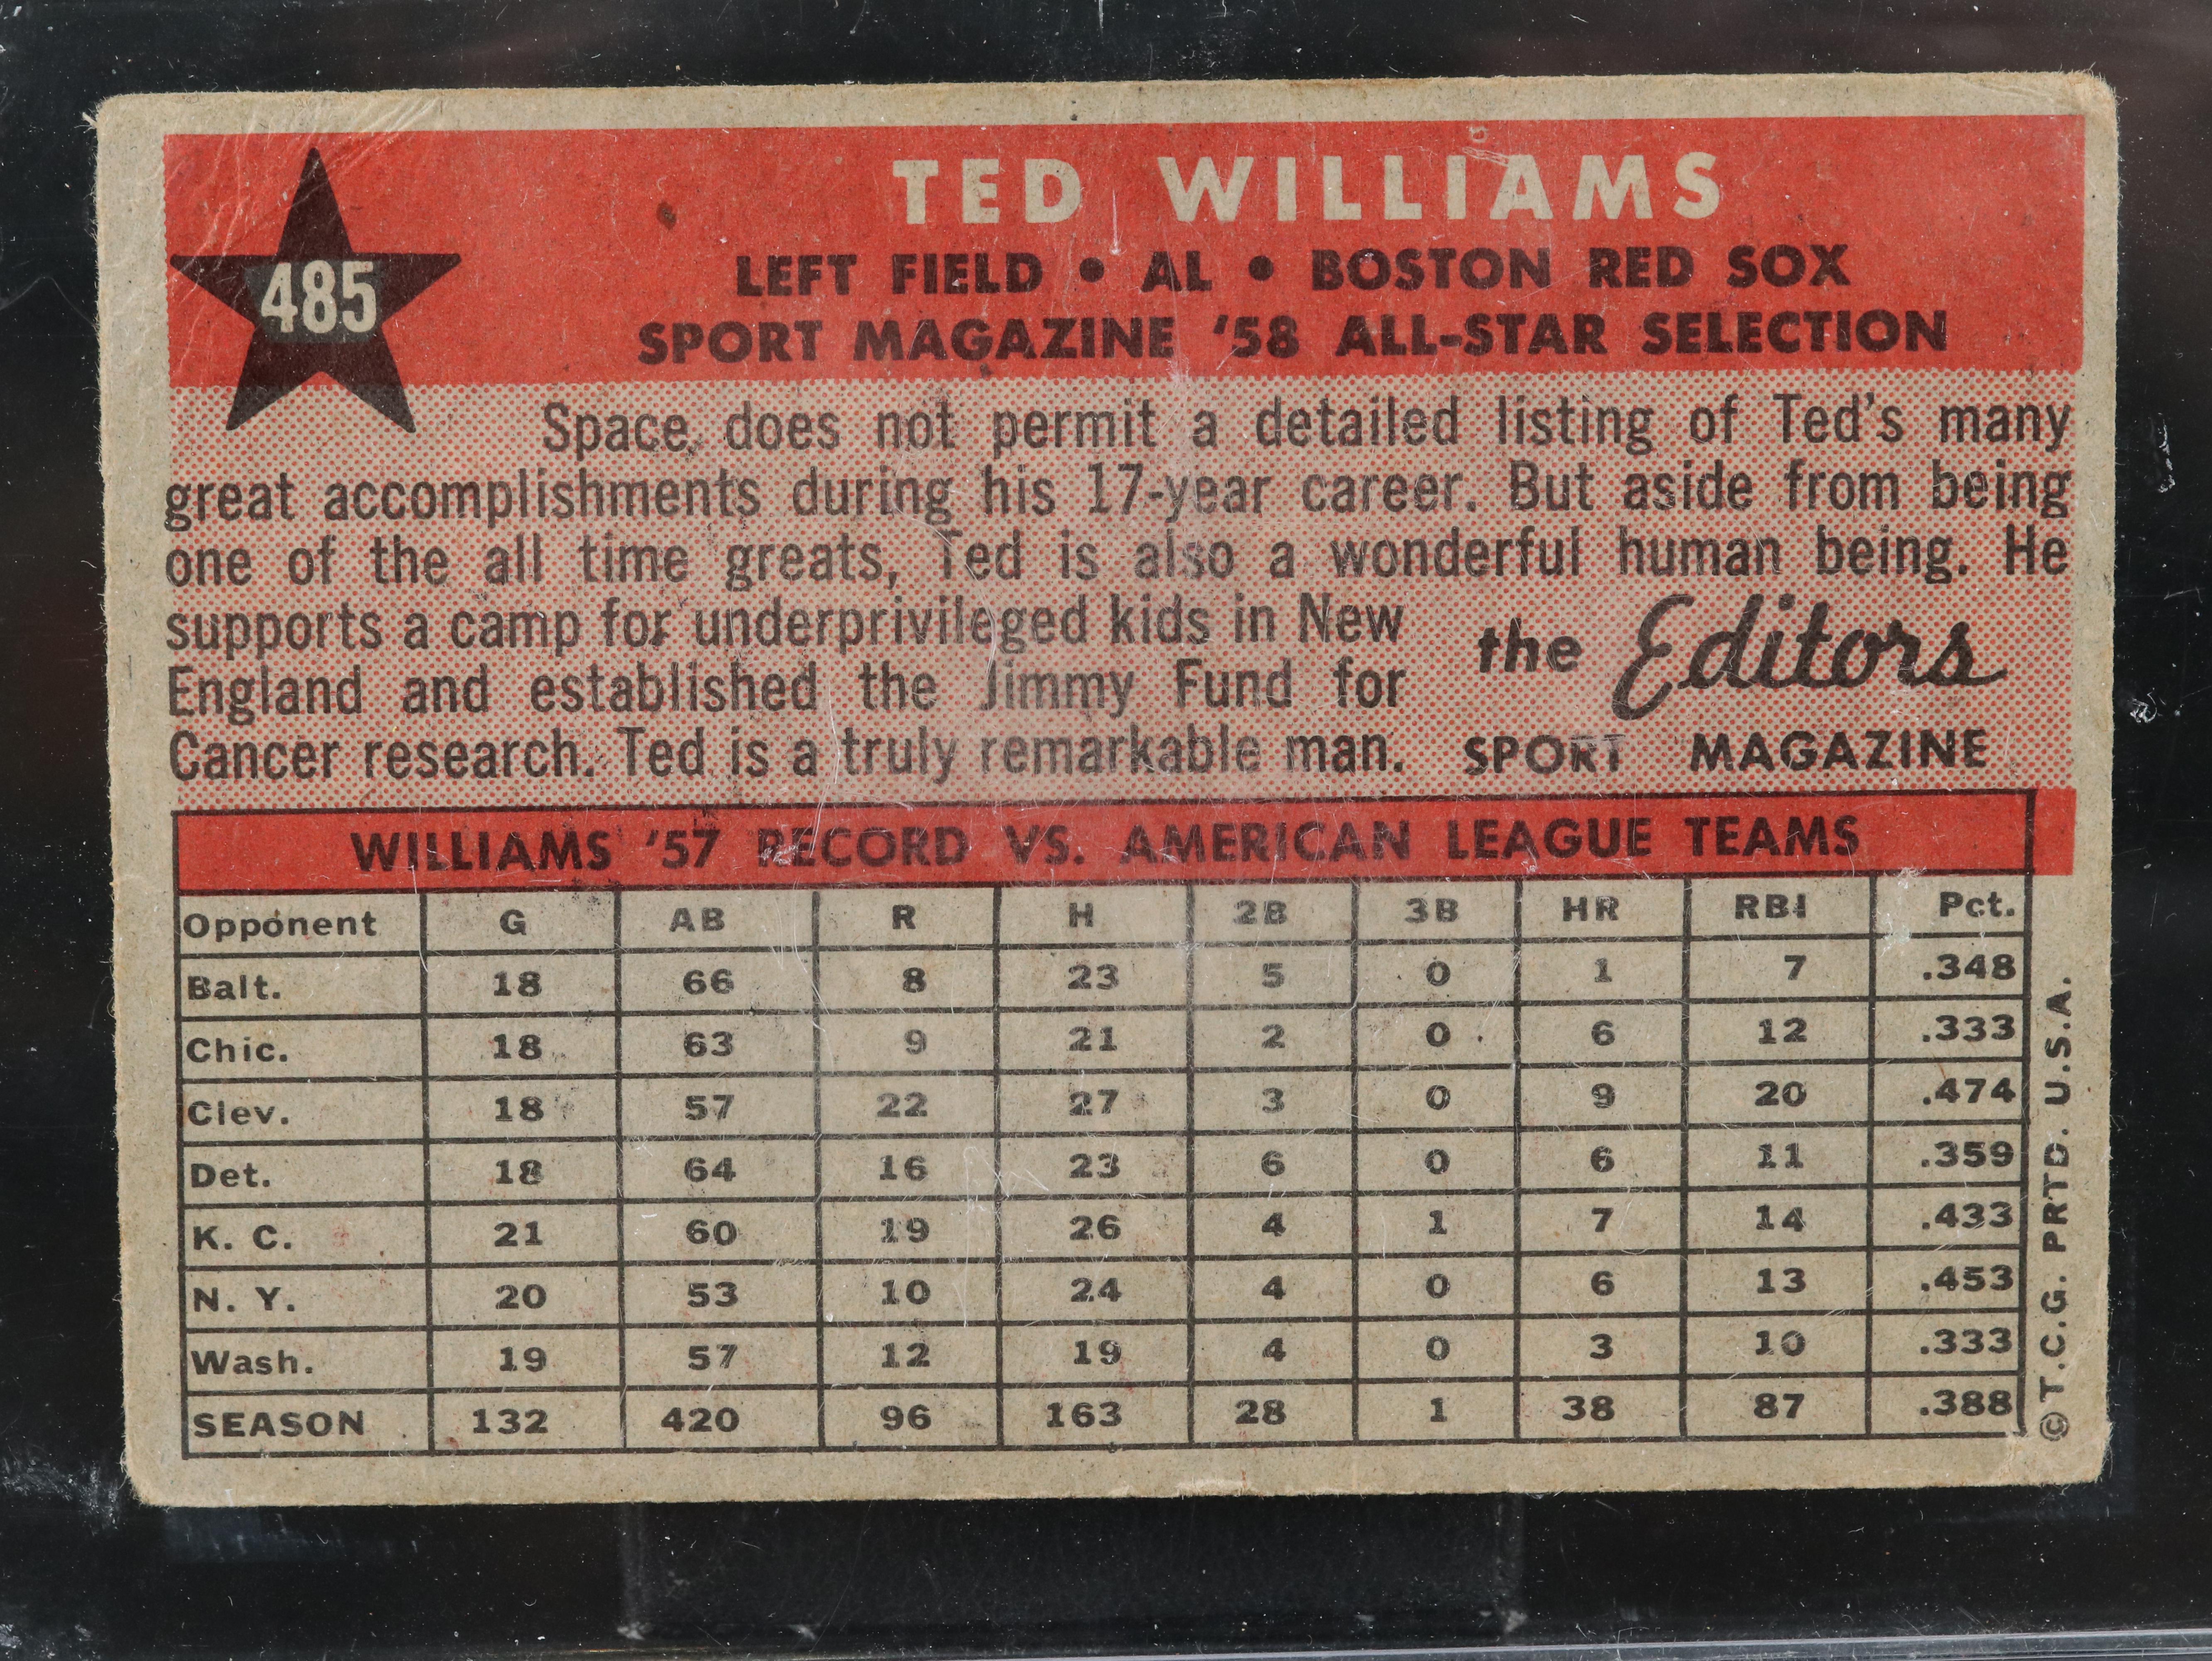 TED WILLIAMS
485
LEFT FIELD • AL • BOSTON RED SOX
SPORT MAGAZINE '58 ALL-STAR SELECTION
Space does not permit a detailed listing of Ted's many
great accomplishments during his 17-year career. But aside from being
one of the all time greats, Ted is also a wonderful human being. He
supports a camp for underprivileged kids in New
England and established the Jimmy Fund for
Cancer research. Ted is a truly remarkable man.
the Editors
SPORT MAGAZINE
WILLIAMS '57 RECORD VS. AMERICAN LEAGUE TEAMS
Opponent G AB R H 2B 3B HR RBI Pct.
Balt. 18 66 8 23 5 0 1 7 .348
Chic. 18 63 9 21 2 0 6 12 .333
Clev. 18 57 22 27 3 0 9 20 .474
Det. 18 64 16 23 6 0 6 11 .359
K. C. 21 60 19 26 4 1 7 14 .433
N. Y. 20 53 10 24 4 0 6 13 .453
Wash. 19 57 12 19 4 0 3 10 .333
SEASON 132 420 96 163 28 1 38 87 .388
© T.C.G. PRTD. U.S.A.